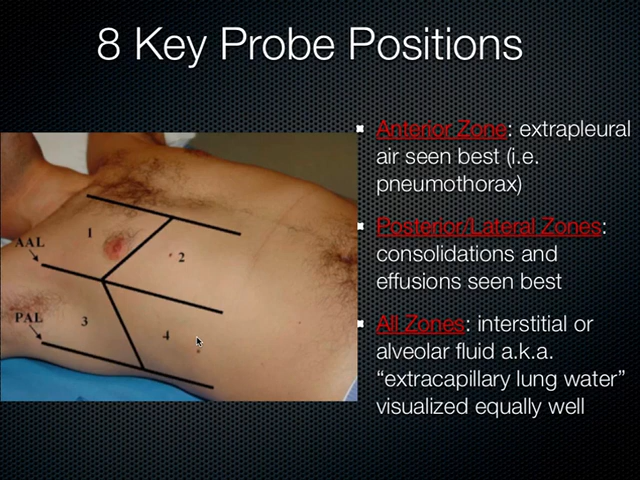 8 Key Probe Positions
Anterior Zone: extrapleural
air seen best (i.e.
pneumothorax)
Posterior/Lateral Zones:
consolidations and
effusions seen best
All Zones: interstitial or
alveolar fluid a.k.a.
“extracapillary lung water”
visualized equally well
1
AAL
2
PAL
3
4